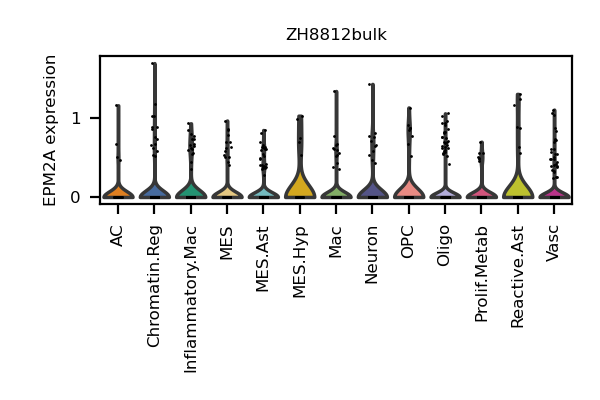 ZH8812bulk
EPM2A expression
1
0
AC
Chromatin.Reg
Inflammatory.Mac
MES
MES.Ast
MES.Hyp
Mac
Neuron
OPC
Oligo
Prolif.Metab
Reactive.Ast
Vasc